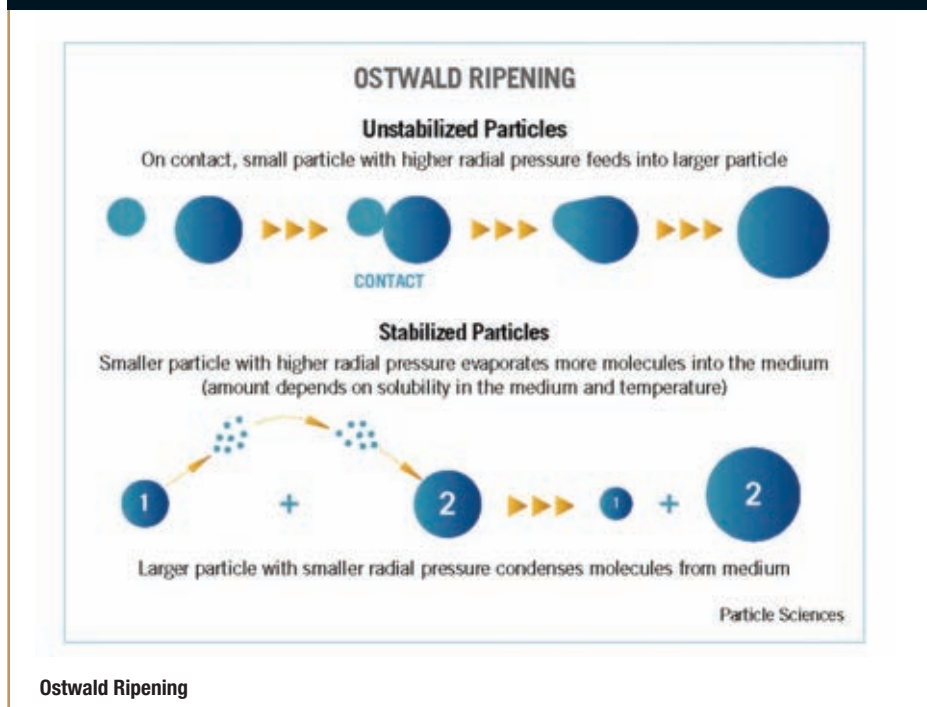 OSTWALD RIPENING
Unstabilized Particles
On contact, small particle with higher radial pressure feeds into larger particle
CONTACT
Stabilized Particles
Smaller particle with higher radial pressure evaporates more molecules into the medium
(amount depends on solubility in the medium and temperature)
1 + 2 1 + 2
Larger particle with smaller radial pressure condenses molecules from medium
Particle Sciences
Ostwald Ripening